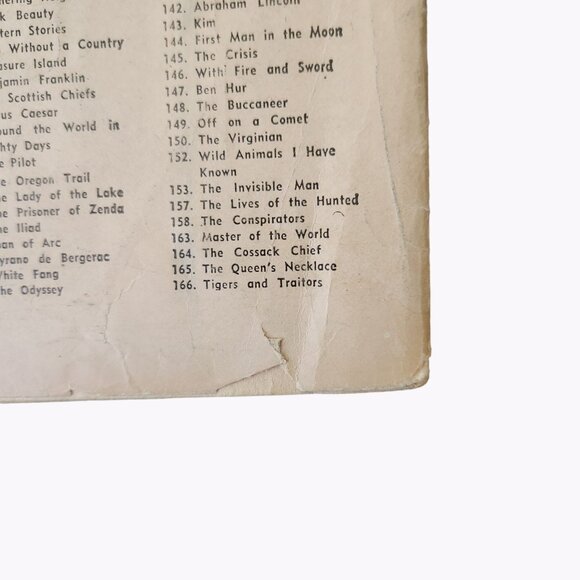 k Beauty
tern Stories
Without a Country
asure Island
jamin Franklin
Scottish Chiefs
us Caesar
ound the World in
hty Days
e Pilot
e Oregon Trail
he Lady of the Lake
he Prisoner of Zenda
he Iliad
oan of Arc
yrano de Bergerac
White Fang
he Odyssey
142. Abraham Lincoln
143. Kim
144. First Man in the Moon
145. The Crisis
146. With Fire and Sword
147. Ben Hur
148. The Buccaneer
149. Off on a Comet
150. The Virginian
152. Wild Animals I Have
Known
153. The Invisible Man
157. The Lives of the Hunted
158. The Conspirators
163. Master of the World
164. The Cossack Chief
165. The Queen's Necklace
166. Tigers and Traitors